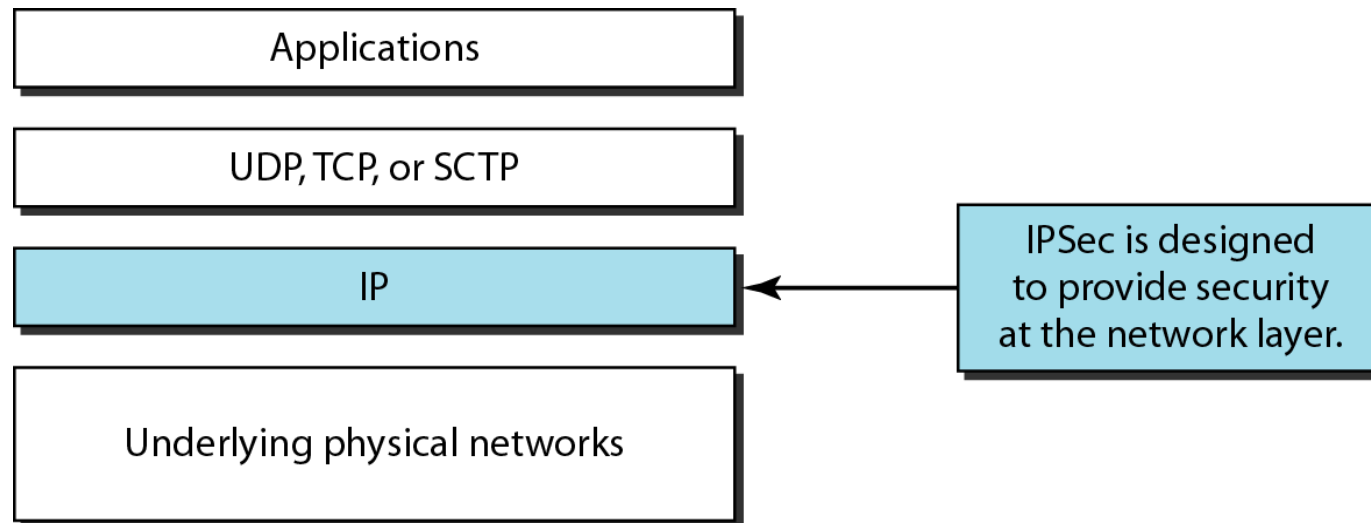 Applications
UDP, TCP, or SCTP
IP
IPSec is designed
to provide security
at the network layer.
Underlying physical networks